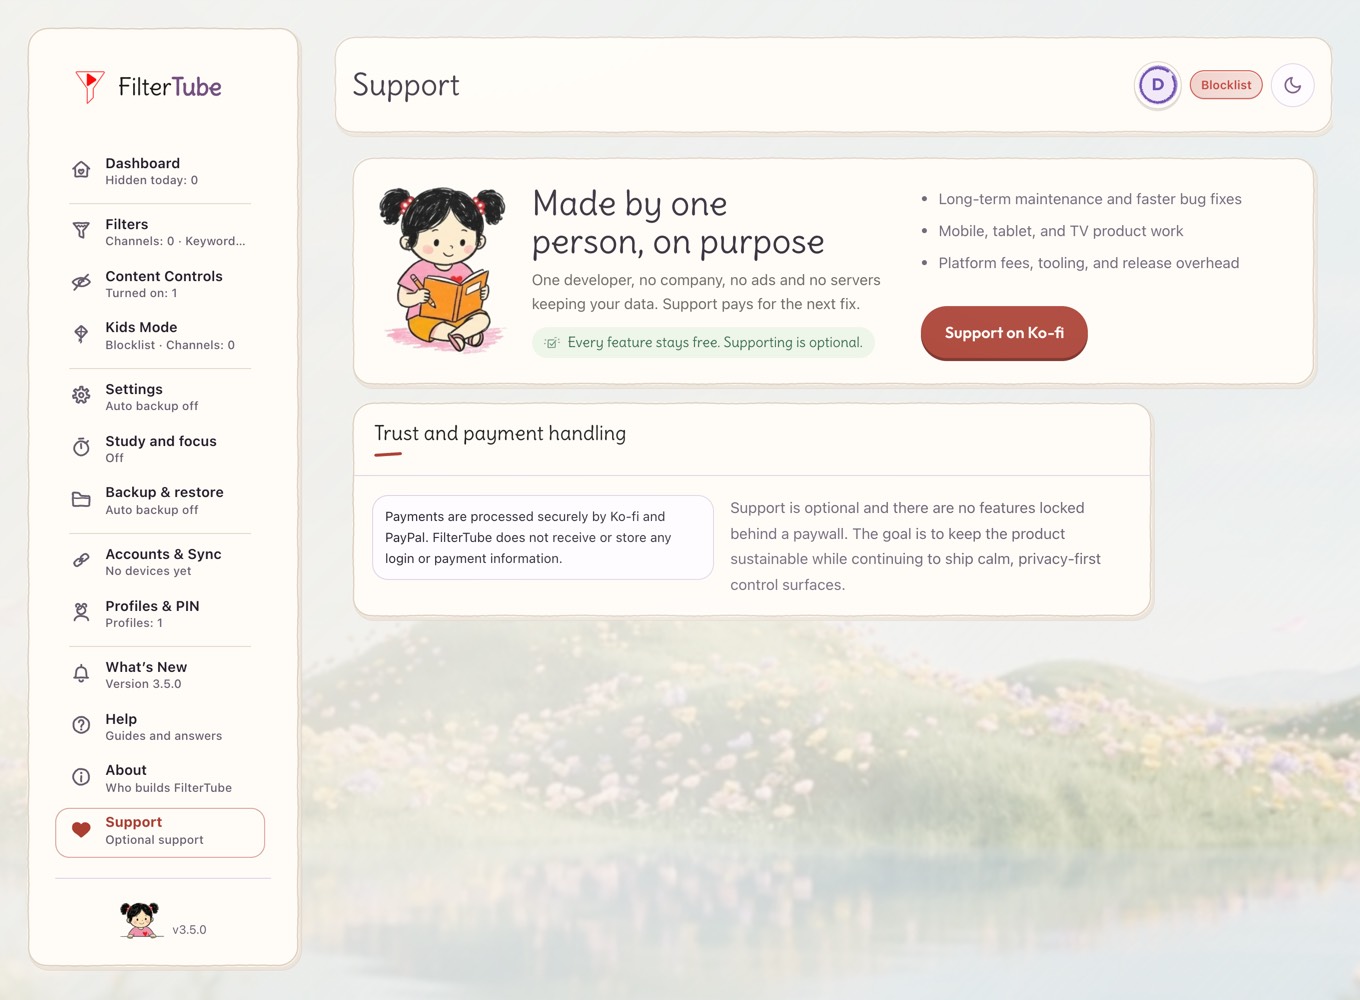 FilterTube
Dashboard
Hidden today: 0
Filters
Channels: 0 · Keyword...
Content Controls
Turned on: 1
Kids Mode
Blocklist · Channels: 0
Settings
Auto backup off
Study and focus
Off
Backup & restore
Auto backup off
Accounts & Sync
No devices yet
Profiles & PIN
Profiles: 1
What's New
Version 3.5.0
Help
Guides and answers
About
Who builds FilterTube
Support
Optional support
v3.5.0
Support
D
Blocklist
Made by one
person, on purpose
One developer, no company, no ads and no servers
keeping your data. Support pays for the next fix.
Every feature stays free. Supporting is optional.
• Long-term maintenance and faster bug fixes
• Mobile, tablet, and TV product work
• Platform fees, tooling, and release overhead
Support on Ko-fi
Trust and payment handling
Payments are processed securely by Ko-fi and
PayPal. FilterTube does not receive or store any
login or payment information.
Support is optional and there are no features locked
behind a paywall. The goal is to keep the product
sustainable while continuing to ship calm, privacy-first
control surfaces.